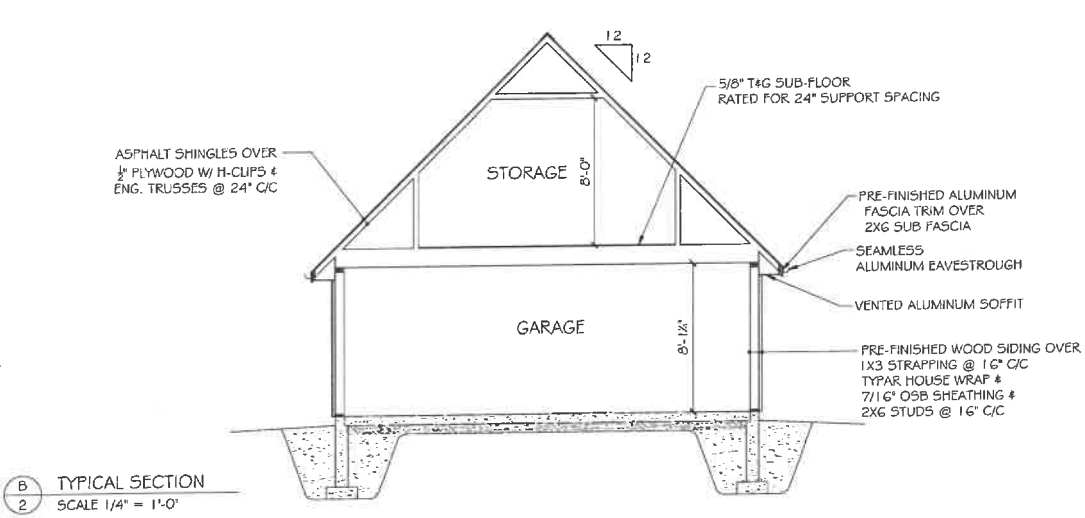 12
12
5/8" T&G SUB-FLOOR
RATED FOR 24" SUPPORT SPACING
ASPHALT SHINGLES OVER
½" PLYWOOD W/ H-CLIPS &
ENG. TRUSSES @ 24" C/C
STORAGE
8'-0"
PRE-FINISHED ALUMINUM
FASCIA TRIM OVER
2X6 SUB FASCIA
SEAMLESS
ALUMINUM EAVESTROUGH
VENTED ALUMINUM SOFFIT
GARAGE
PRE-FINISHED WOOD SIDING OVER
1X3 STRAPPING @ 16" C/C
TYPAR HOUSE WRAP &
7/16" OSB SHEATHING &
2X6 STUDS @ 16" C/C
B
2
TYPICAL SECTION
SCALE 1/4" = 1'-0"